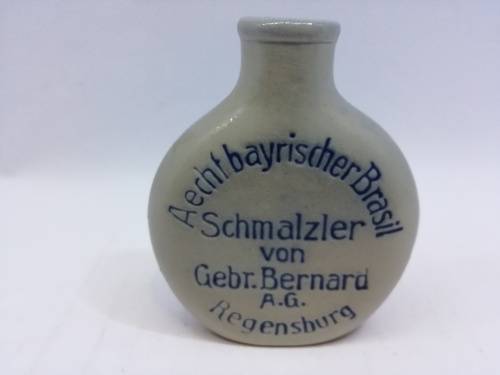 Aecht bayrischer Brasil
Schmalzler
von
Gebr. Bernard
A.G.
Regensburg